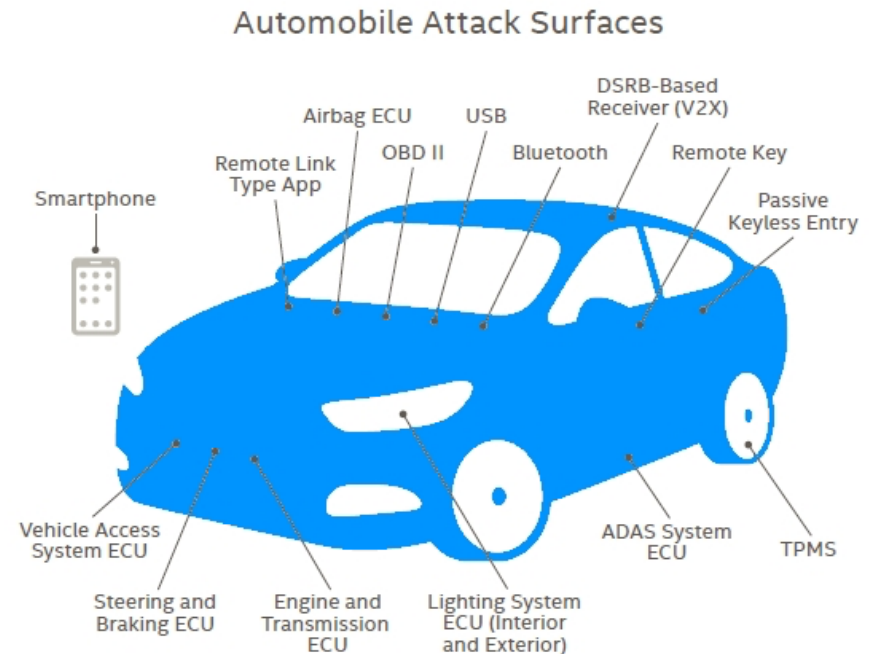 Automobile Attack Surfaces
DSRB-Based
Receiver (V2X)
Airbag ECU
USB
OBD II
Bluetooth
Remote Key
Remote Link
Type App
Smartphone
Passive
Keyless Entry
Vehicle Access
System ECU
ADAS System
ECU
TPMS
Steering and
Braking ECU
Engine and
Transmission
ECU
Lighting System
ECU (Interior
and Exterior)